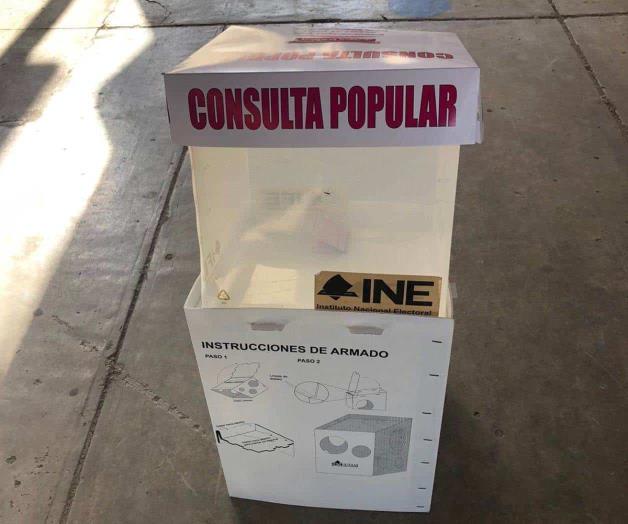 CONSULTA POPULAR
INE
Instituto Nacional Electoral
INSTRUCCIONES DE ARMADO
PASO 1
PASO 2